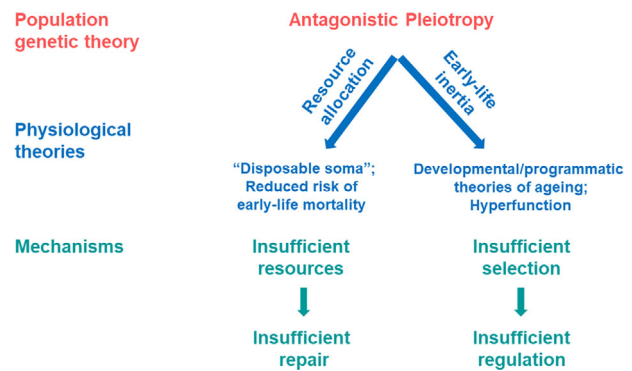 Population
genetic theory
Antagonistic Pleiotropy
Resource
allocation
Early-life
inertia
Physiological
theories
“Disposable soma”;
Reduced risk of
early-life mortality
Developmental/programmatic
theories of ageing;
Hyperfunction
Mechanisms
Insufficient
resources
Insufficient
selection
Insufficient
repair
Insufficient
regulation